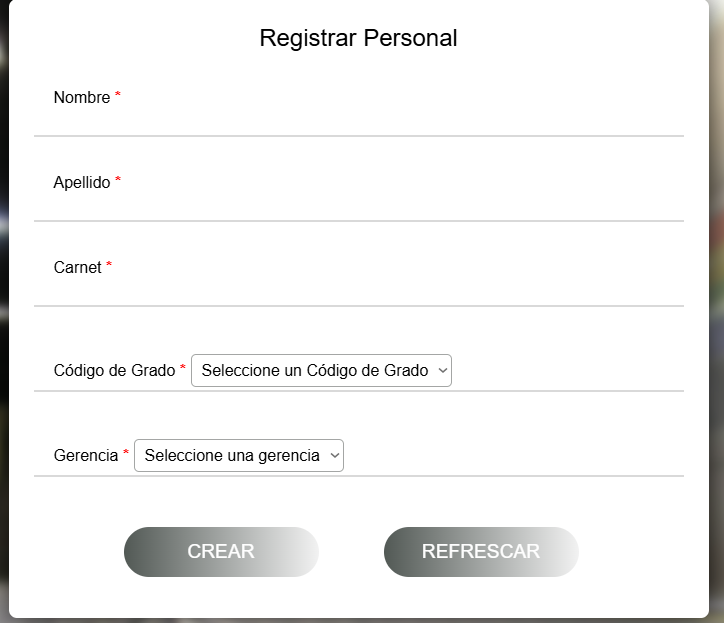 Registrar Personal
Nombre *
Apellido *
Carnet *
Código de Grado * Seleccione un Código de Grado
Gerencia * Seleccione una gerencia
CREAR REFRESCAR